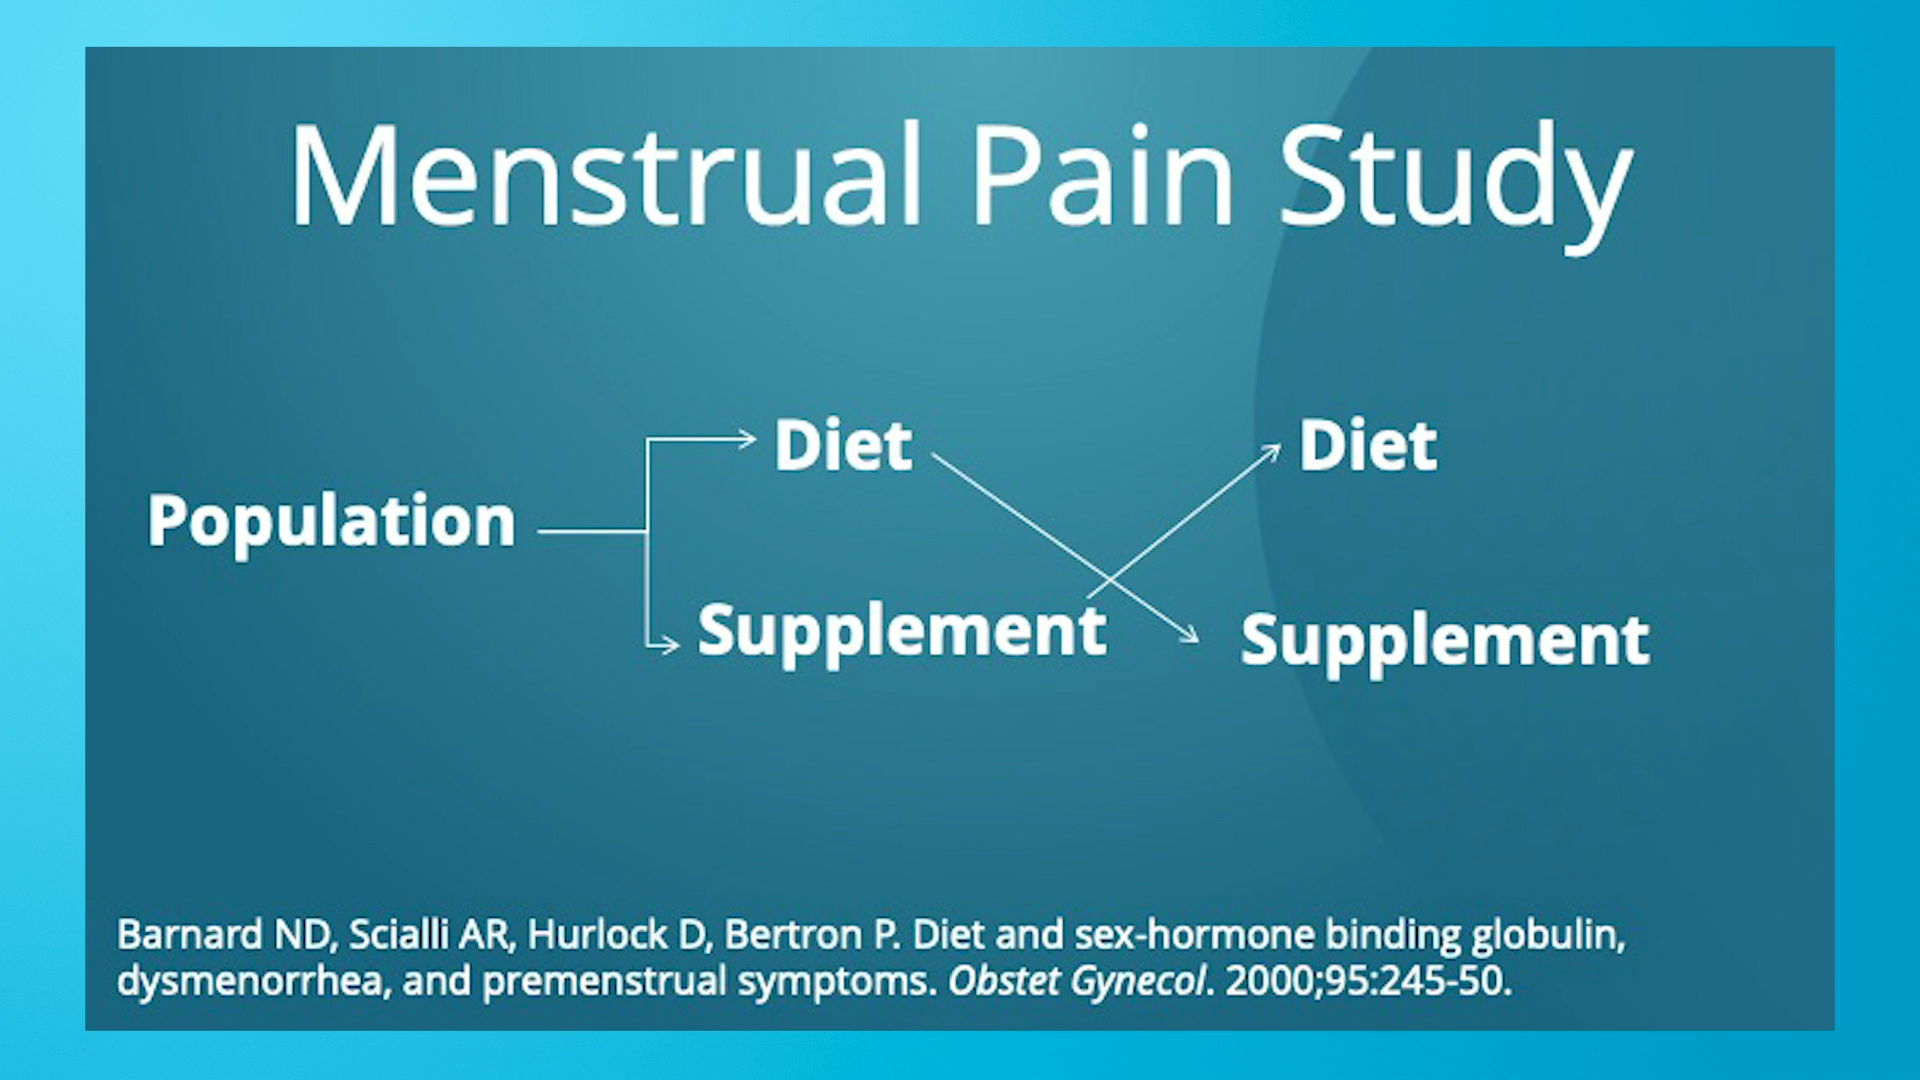 Menstrual Pain Study
Diet
Diet
Population
Supplement
Supplement
Barnard ND, Scialli AR, Hurlock D, Bertron P. Diet and sex-hormone binding globulin,
dysmenorrhea, and premenstrual symptoms. Obstet Gynecol. 2000;95:245-50.